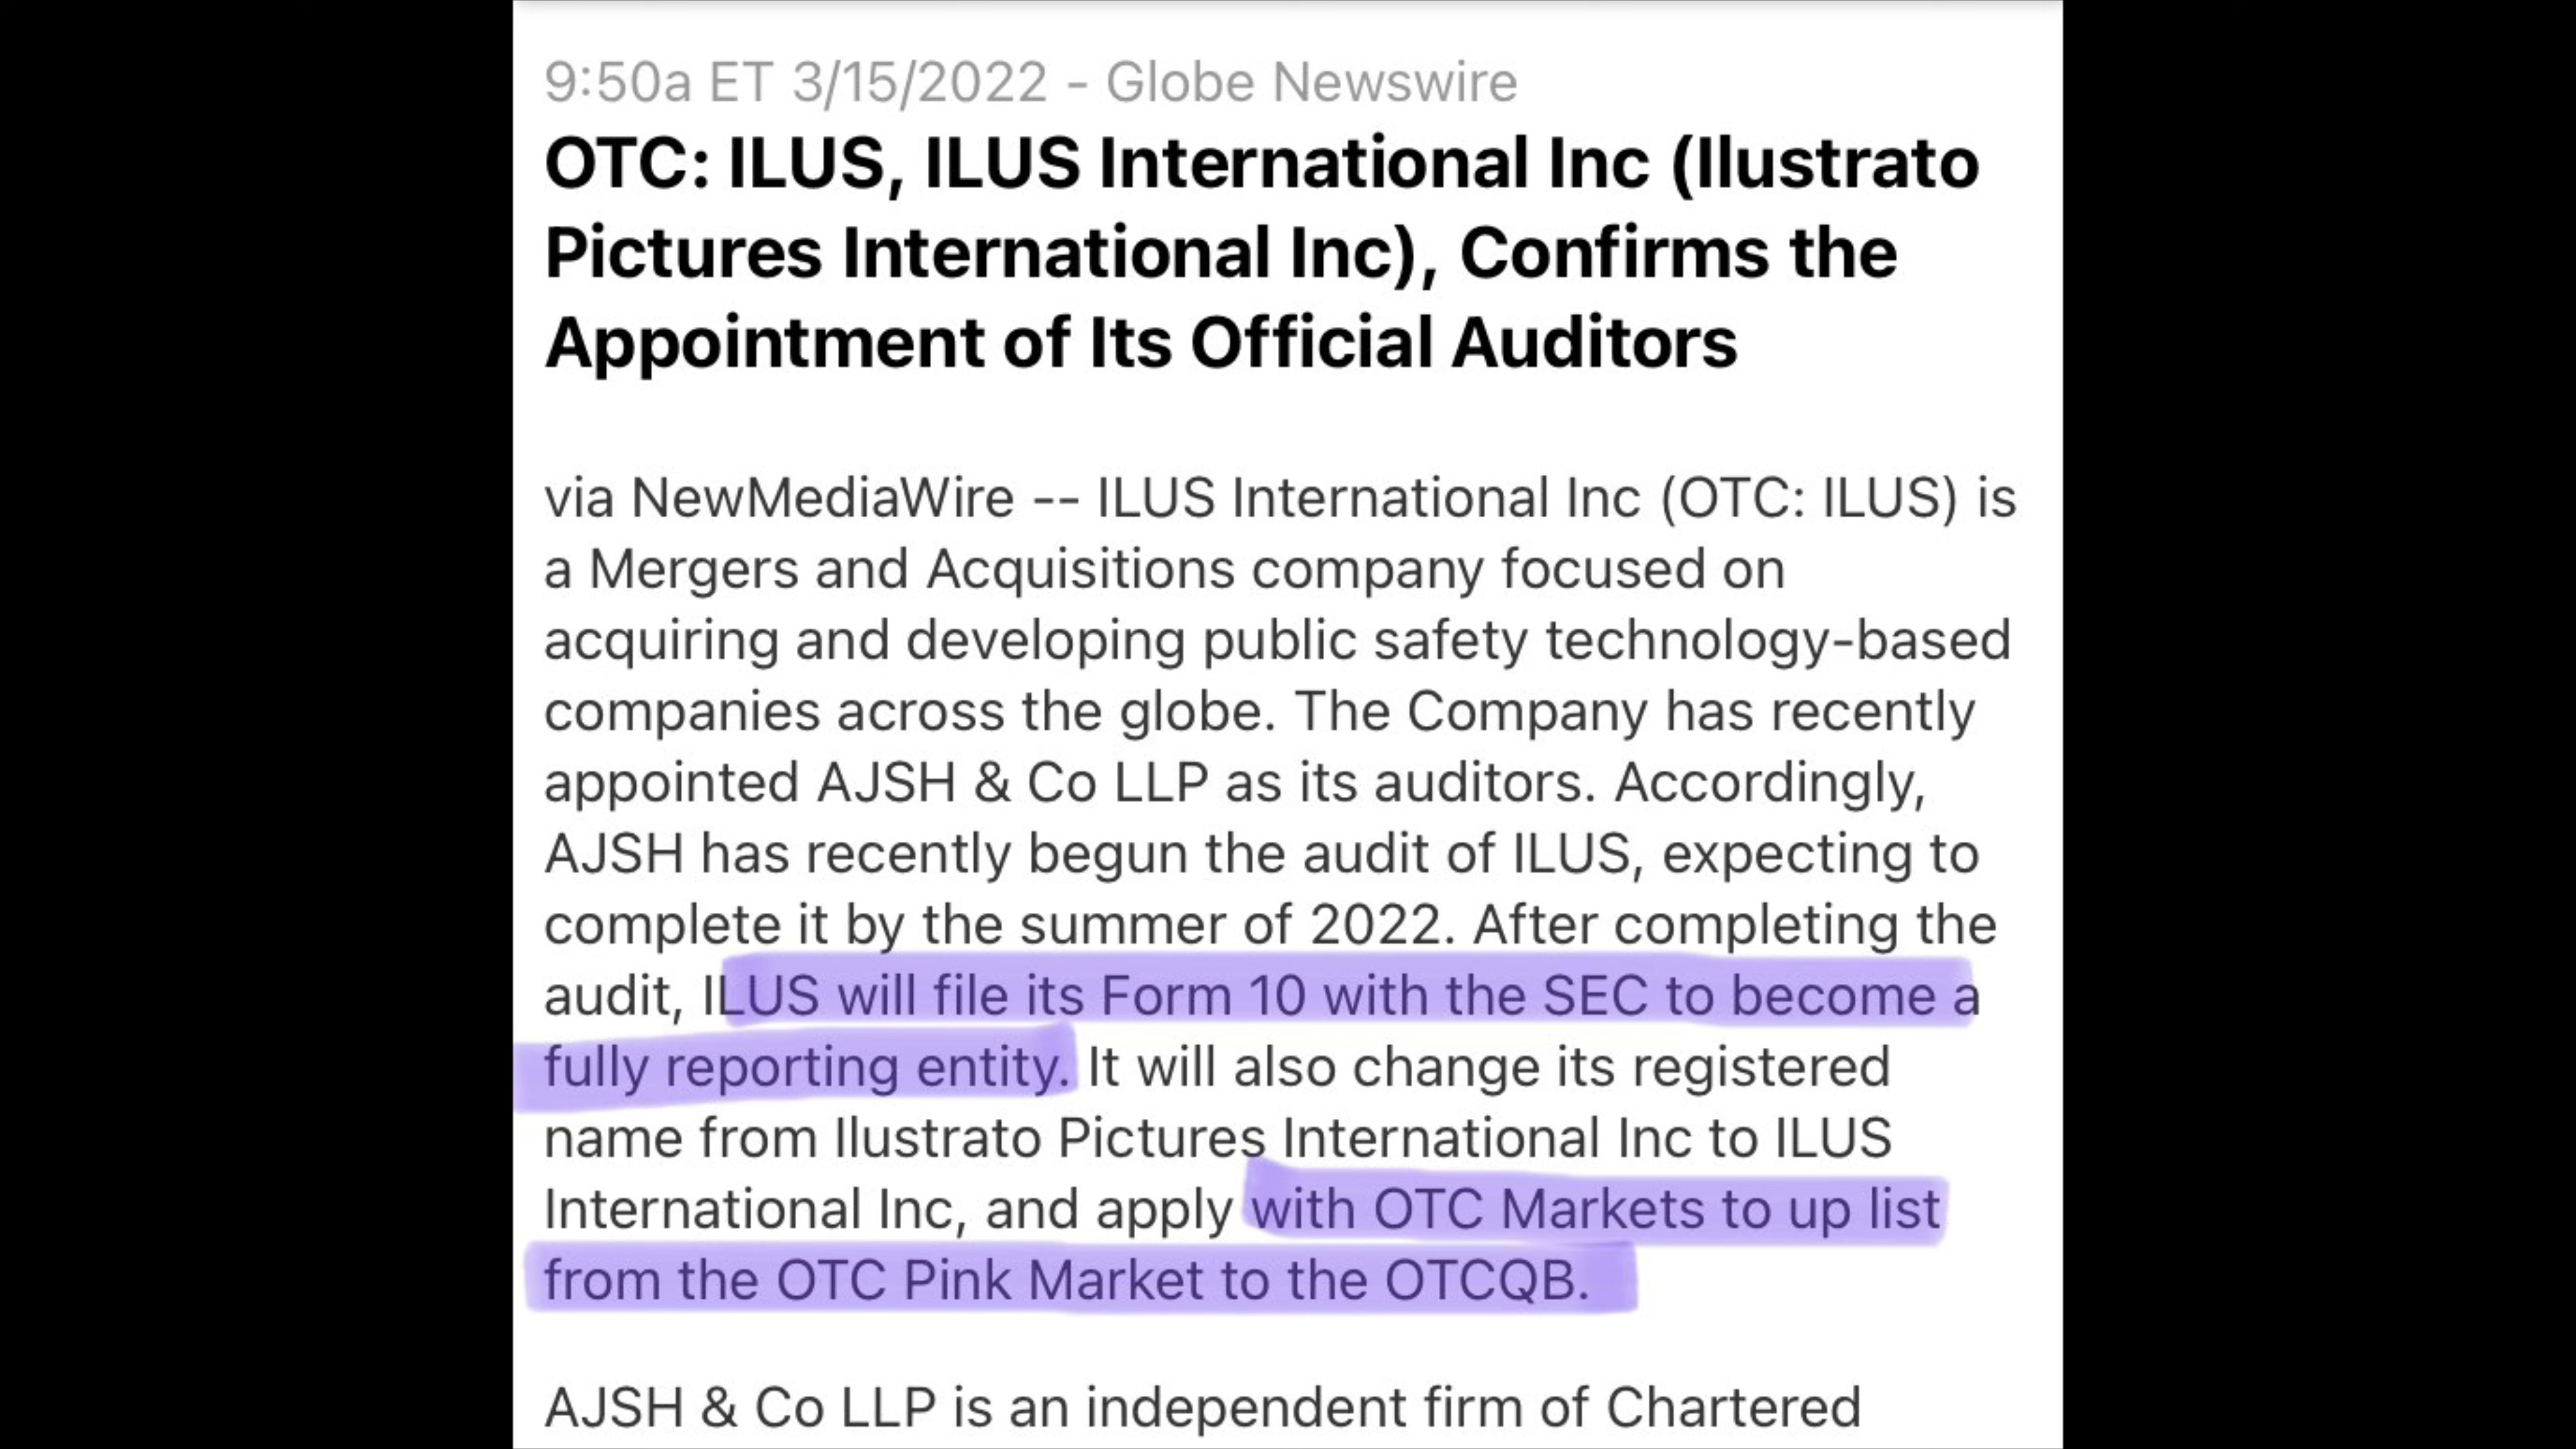 9:50a ET 3/15/2022 - Globe Newswire
OTC: ILUS, ILUS International Inc (Ilustrato
Pictures International Inc), Confirms the
Appointment of Its Official Auditors
via NewMediaWire -- ILUS International Inc (OTC: ILUS) is
a Mergers and Acquisitions company focused on
acquiring and developing public safety technology-based
companies across the globe. The Company has recently
appointed AJSH & Co LLP as its auditors. Accordingly,
AJSH has recently begun the audit of ILUS, expecting to
complete it by the summer of 2022. After completing the
audit, ILUS will file its Form 10 with the SEC to become a
fully reporting entity. It will also change its registered
name from Ilustrato Pictures International Inc to ILUS
International Inc, and apply with OTC Markets to up list
from the OTC Pink Market to the OTCQB.
AJSH & Co LLP is an independent firm of Chartered